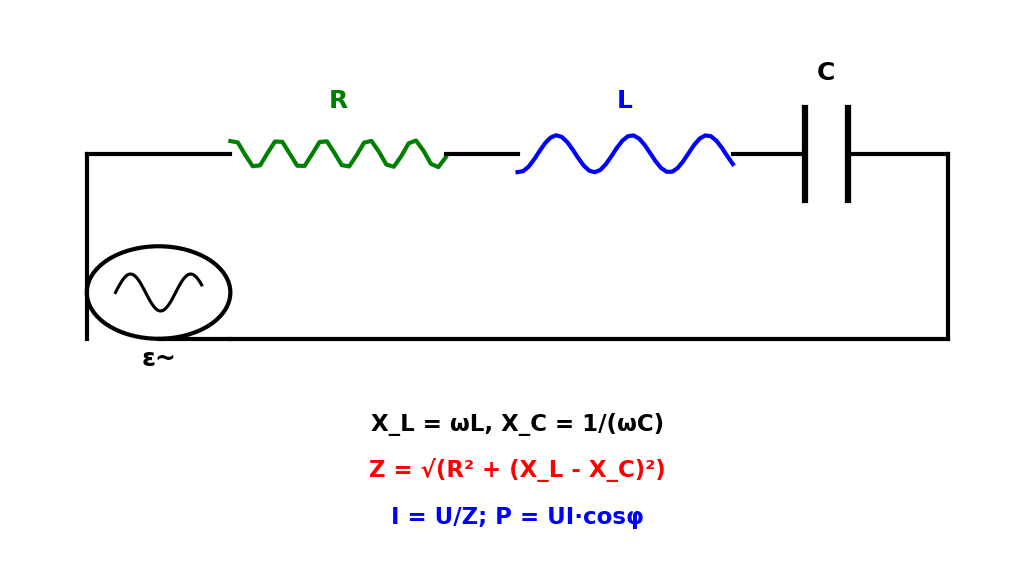 C
R
L
ε~
X_L = ωL, X_C = 1/(ωC)
Z = √(R² + (X_L - X_C)²)
I = U/Z; P = UI·cosφ